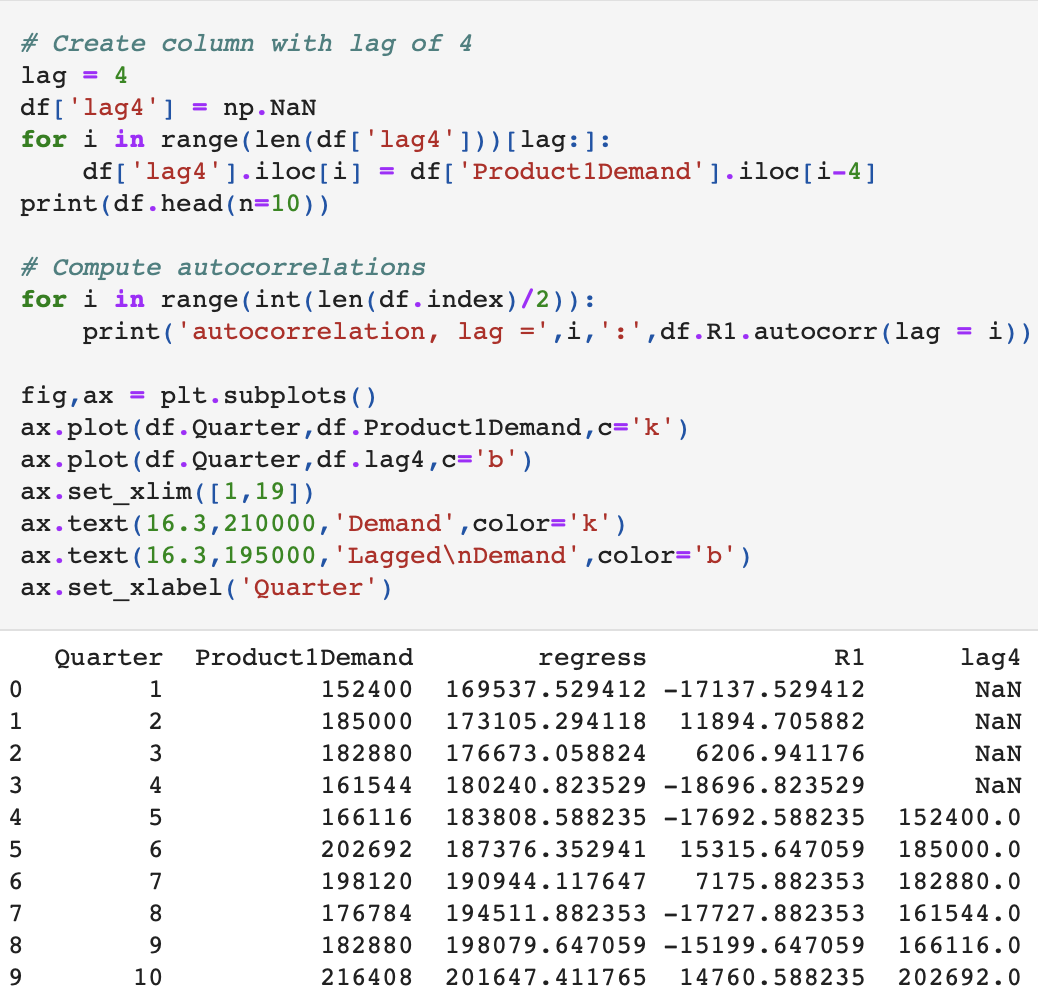 # Create column with lag of 4
lag = 4
df['lag4'] = np.NaN
for i in range(len(df['lag4']))[lag:]:
    df['lag4'].iloc[i] = df['Product1Demand'].iloc[i-4]
print(df.head(n=10))

# Compute autocorrelations
for i in range(int(len(df.index)/2)):
    print('autocorrelation, lag =',i,':',df.R1.autocorr(lag = i))

fig,ax = plt.subplots()
ax.plot(df.Quarter,df.Product1Demand,c='k')
ax.plot(df.Quarter,df.lag4,c='b')
ax.set_xlim([1,19])
ax.text(16.3,210000,'Demand',color='k')
ax.text(16.3,195000,'Lagged\nDemand',color='b')
ax.set_xlabel('Quarter')

   Quarter  Product1Demand        regress            R1      lag4
0        1          152400  169537.529412 -17137.529412       NaN
1        2          185000  173105.294118  11894.705882       NaN
2        3          182880  176673.058824   6206.941176       NaN
3        4          161544  180240.823529 -18696.823529       NaN
4        5          166116  183808.588235 -17692.588235  152400.0
5        6          202692  187376.352941  15315.647059  185000.0
6        7          198120  190944.117647   7175.882353  182880.0
7        8          176784  194511.882353 -17727.882353  161544.0
8        9          182880  198079.647059 -15199.647059  166116.0
9       10          216408  201647.411765  14760.588235  202692.0